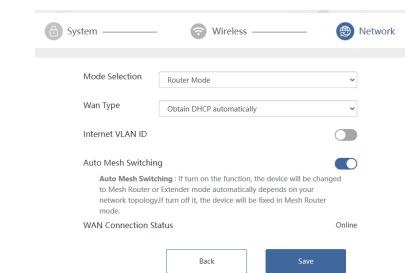 System
Wireless
Network
Mode Selection
Router Mode
Wan Type
Obtain DHCP automatically
Internet VLAN ID
Auto Mesh Switching
Auto Mesh Switching : If turn on the function, the device will be changed
to Mesh Router or Extender mode automatically depends on your
network topology.If turn off it, the device will be fixed in Mesh Router
mode.
WAN Connection Status
Online
Back
Save